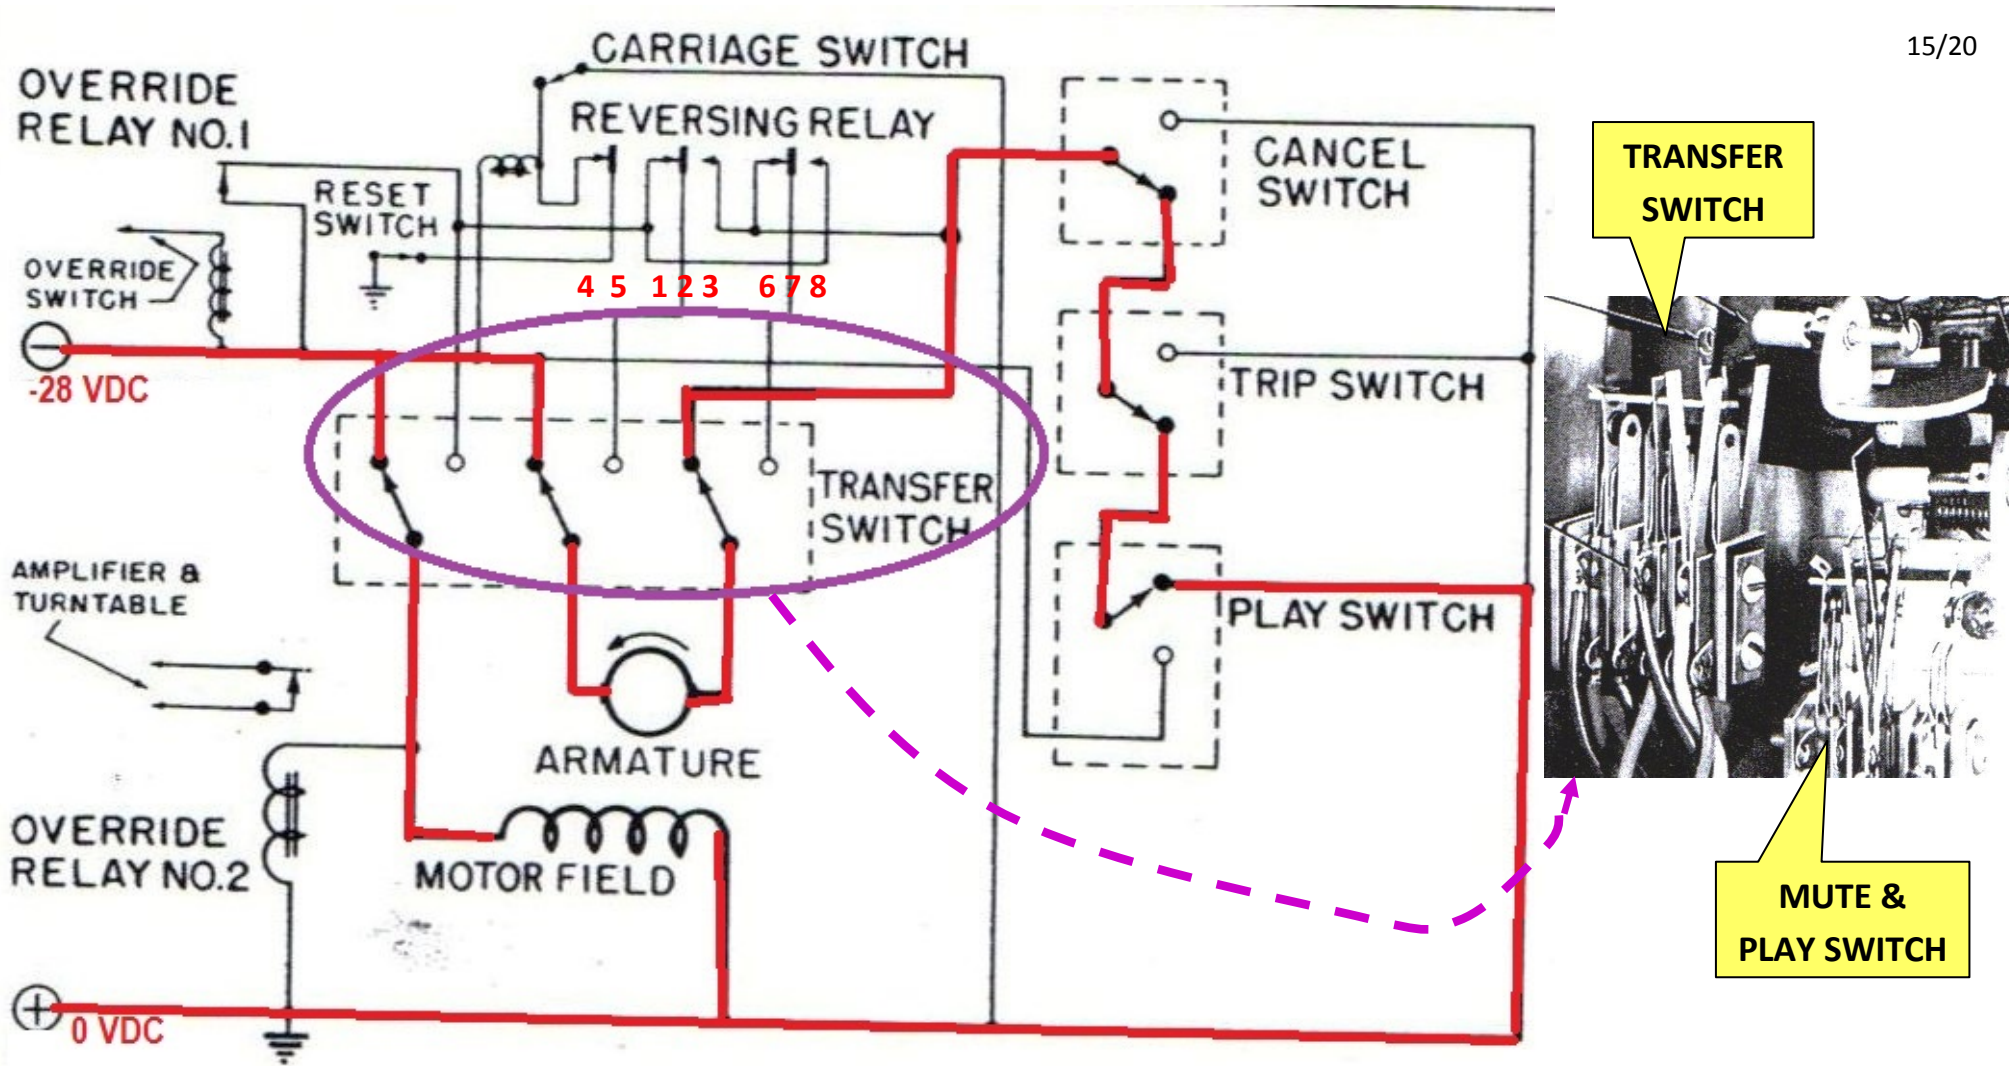 15/20
CARRIAGE SWITCH
OVERRIDE
RELAY NO.1
REVERSING RELAY
RESET
SWITCH
CANCEL
SWITCH
TRANSFER
SWITCH
OVERRIDE
SWITCH
4 5 1 2 3 6 7 8
-28 VDC
TRIP SWITCH
TRANSFER
SWITCH
AMPLIFIER &
TURNTABLE
PLAY SWITCH
ARMATURE
OVERRIDE
RELAY NO.2
MOTOR FIELD
MUTE &
PLAY SWITCH
0 VDC